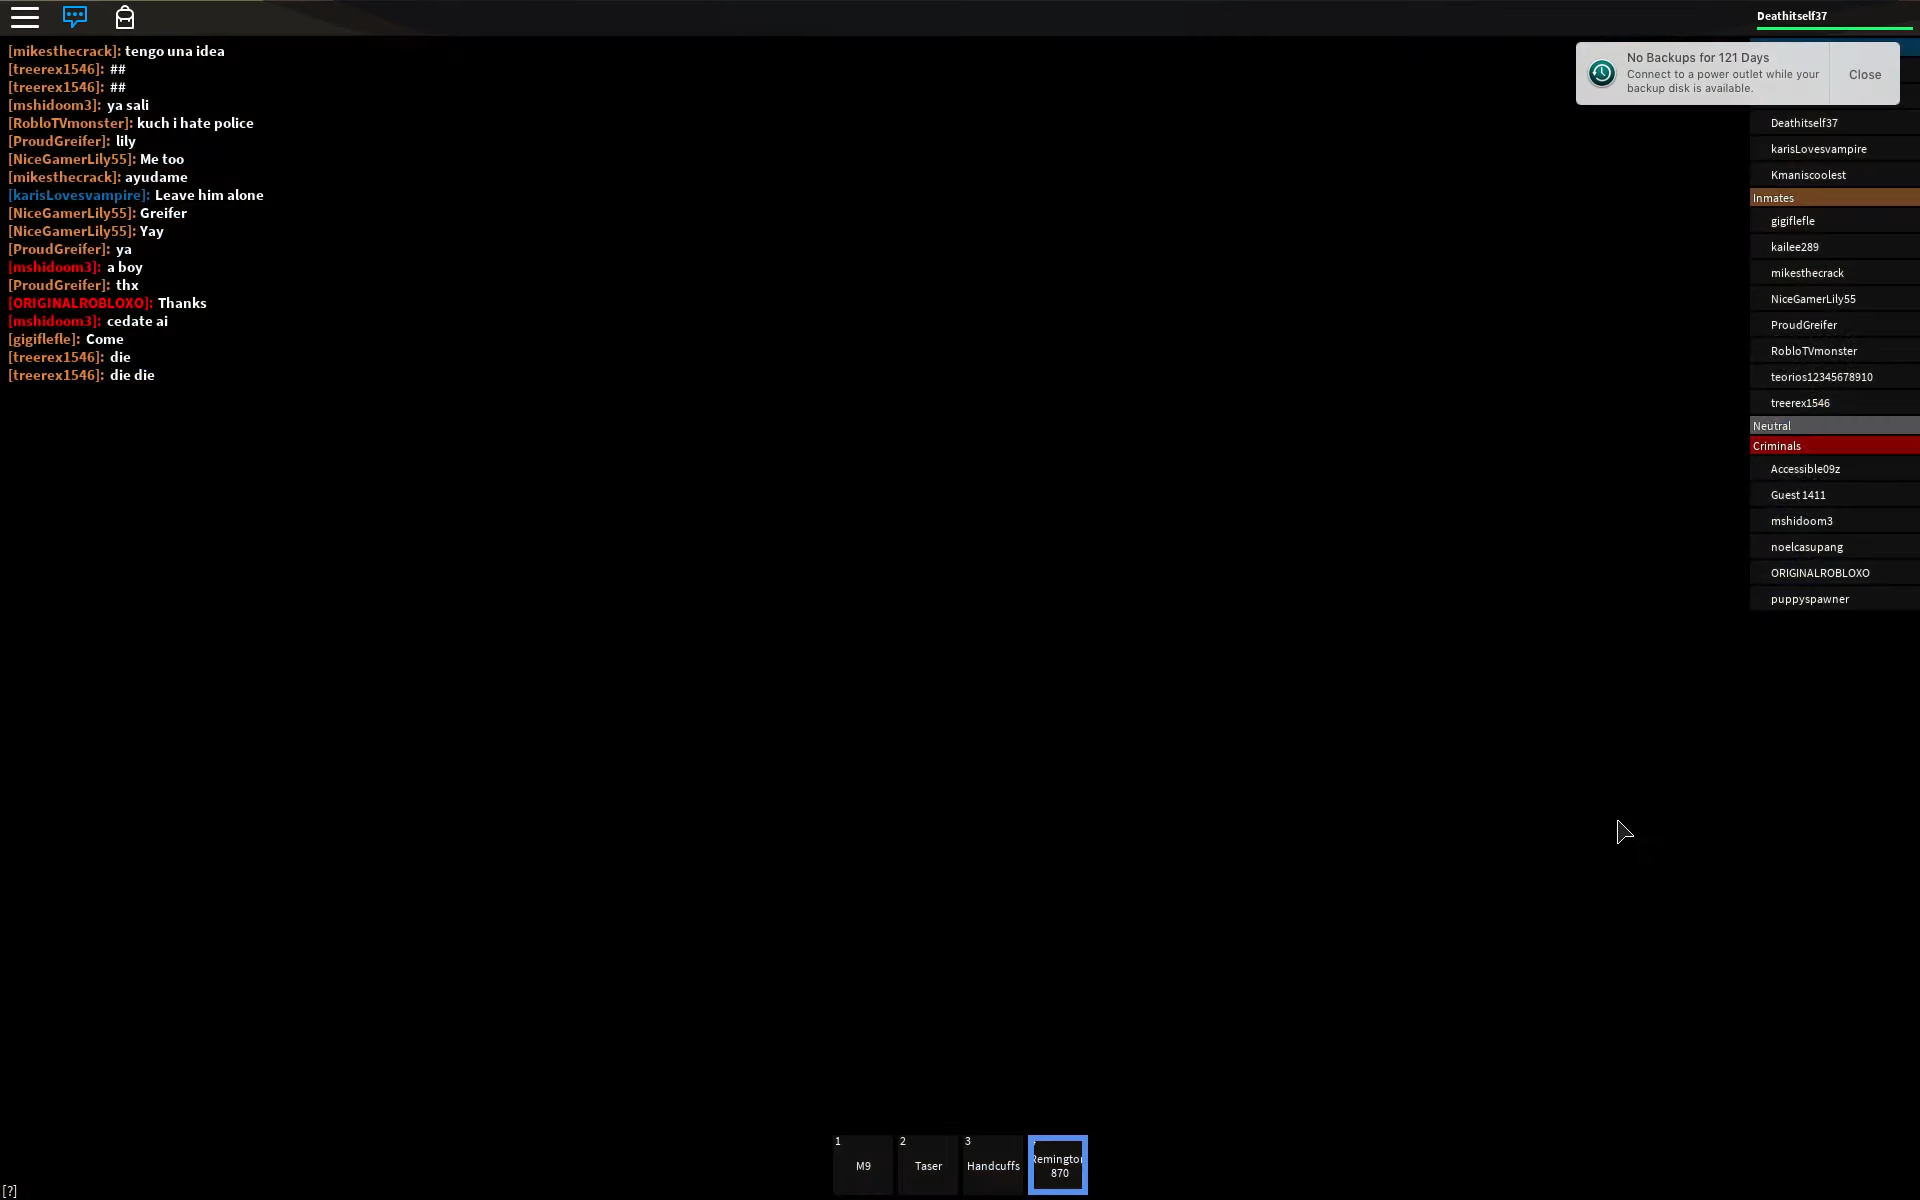 [mikesthecrack]: tengo una idea
[treerex1546]: ##
[treerex1546]: ##
[mshidoom3]: ya sali
[RobloTVmonster]: kuch i hate police
[ProudGreifer]: lily
[NiceGamerLily55]: Me too
[mikesthecrack]: ayudame
[karisLovesvampire]: Leave him alone
[NiceGamerLily55]: Greifer
[NiceGamerLily55]: Yay
[ProudGreifer]: ya
[mshidoom3]: a boy
[ProudGreifer]: thx
[ORIGINALROBLOXO]: Thanks
[mshidoom3]: cedate ai
[gigiflefle]: Come
[treerex1546]: die
[treerex1546]: die die
Deathitself37
No Backups for 121 Days
Connect to a power outlet while your
backup disk is available.
Close
Deathitself37
karisLovesvampire
Kmaniscoolest
Inmates
gigiflefle
kailee289
mikesthecrack
NiceGamerLily55
ProudGreifer
RobloTVmonster
teorios12345678910
treerex1546
Neutral
Criminals
Accessible09z
Guest 1411
mshidoom3
noelcasupang
ORIGINALROBLOXO
puppyspawner
1
M9
2
Taser
3
Handcuffs
Remington
870
[?]